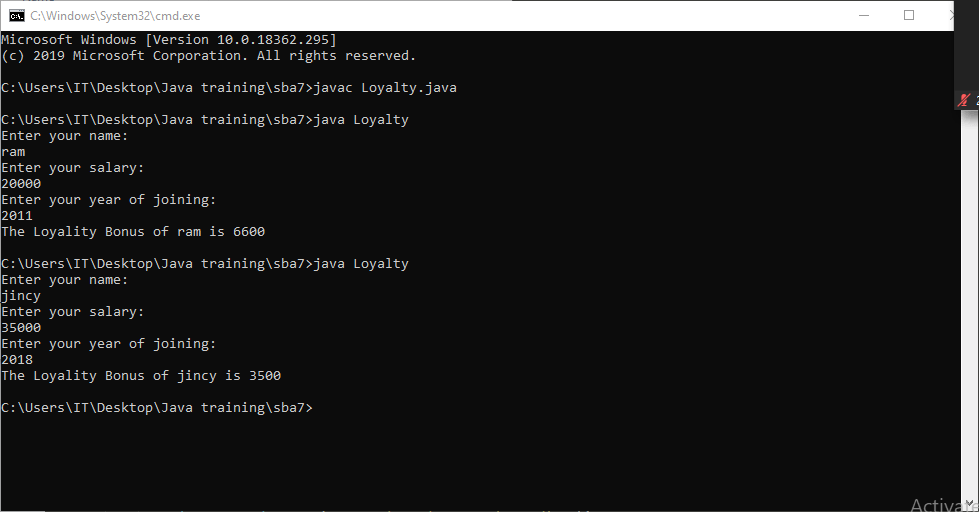 C:\Windows\System32\cmd.exe
Microsoft Windows [Version 10.0.18362.295]
(c) 2019 Microsoft Corporation. All rights reserved.
C:\Users\IT\Desktop\Java training\sba7>javac Loyalty.java
C:\Users\IT\Desktop\Java training\sba7>java Loyalty
Enter your name:
ram
Enter your salary:
20000
Enter your year of joining:
2011
The Loyality Bonus of ram is 6600
C:\Users\IT\Desktop\Java training\sba7>java Loyalty
Enter your name:
jincy
Enter your salary:
35000
Enter your year of joining:
2018
The Loyality Bonus of jincy is 3500
C:\Users\IT\Desktop\Java training\sba7>